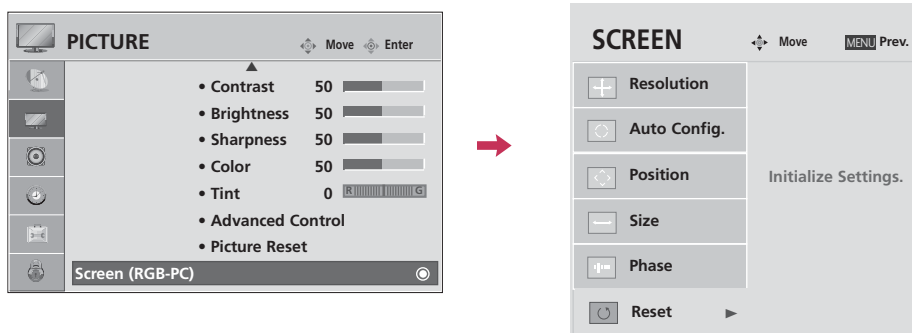 PICTURE
Move Enter
• Contrast 50
• Brightness 50
• Sharpness 50
• Color 50
• Tint 0 R G
• Advanced Control
• Picture Reset
Screen (RGB-PC)
SCREEN
Move MENU Prev.
Resolution
Auto Config.
Position
Size
Phase
Reset
Initialize Settings.